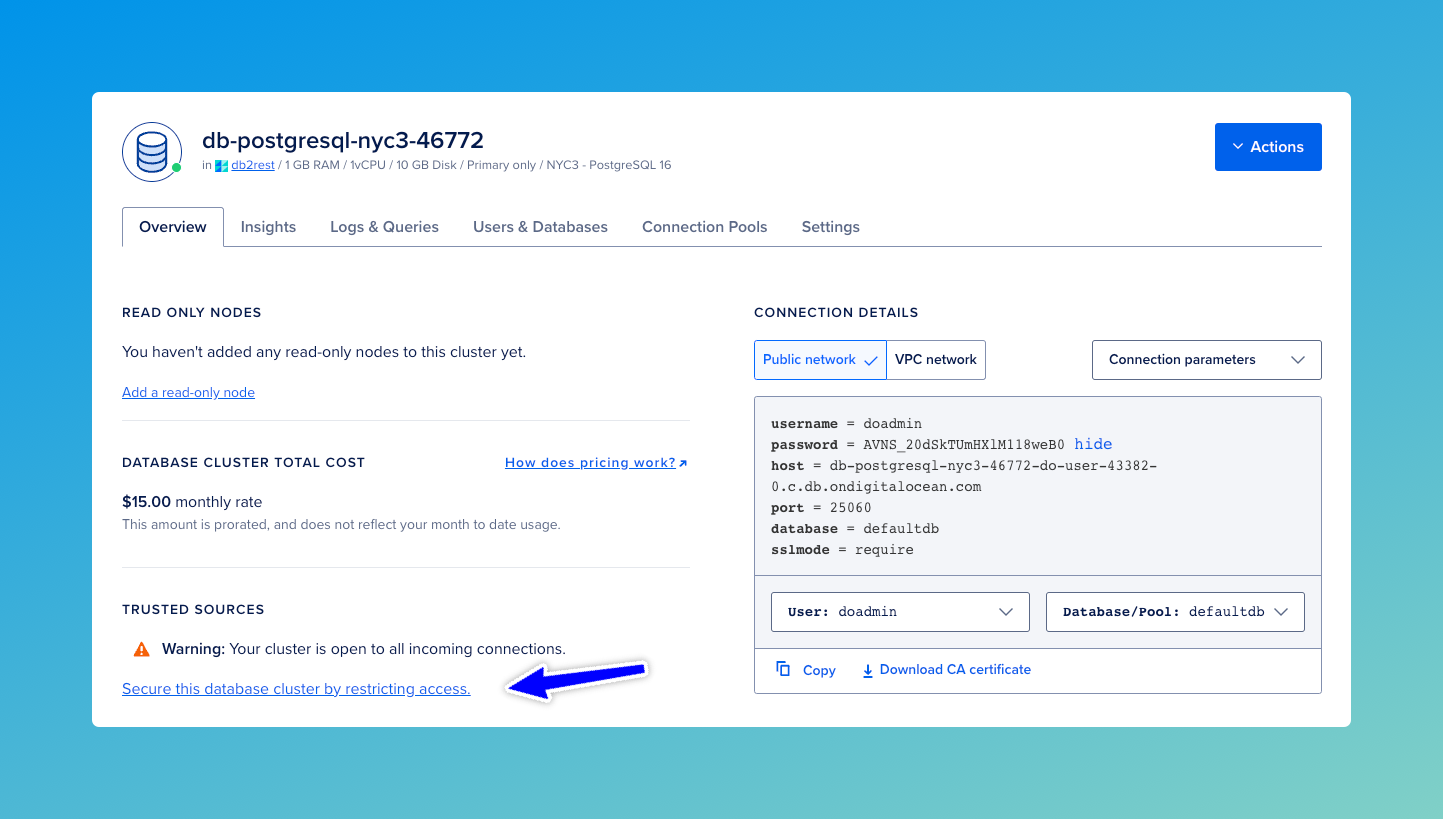 db-postgresql-nyc3-46772
in db2rest / 1 GB RAM / 1vCPU / 10 GB Disk / Primary only / NYC3 - PostgreSQL 16
Actions
Overview Insights Logs & Queries Users & Databases Connection Pools Settings
READ ONLY NODES
You haven't added any read-only nodes to this cluster yet.
Add a read-only node
DATABASE CLUSTER TOTAL COST
How does pricing work?
$15.00 monthly rate
This amount is prorated, and does not reflect your month to date usage.
TRUSTED SOURCES
Warning: Your cluster is open to all incoming connections.
Secure this database cluster by restricting access.
CONNECTION DETAILS
Public network VPC network
Connection parameters
username = doadmin
password = AVNS_20dSkTUmHXlM118weB0 hide
host = db-postgresql-nyc3-46772-do-user-43382-
0.c.db.ondigitalocean.com
port = 25060
database = defaultdb
sslmode = require
User: doadmin
Database/Pool: defaultdb
Copy Download CA certificate